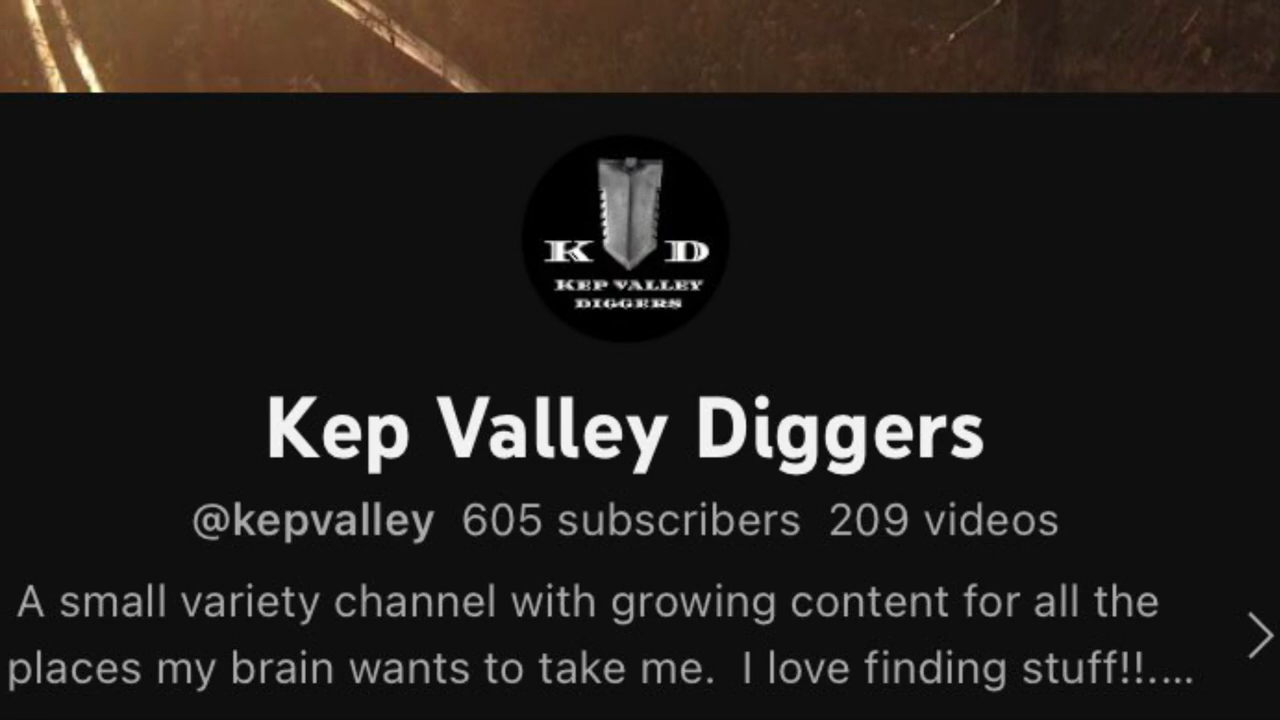 K D
KEP VALLEY
DIGGERS
Kep Valley Diggers
@kepvalley 605 subscribers 209 videos
A small variety channel with growing content for all the
places my brain wants to take me. I love finding stuff!!....